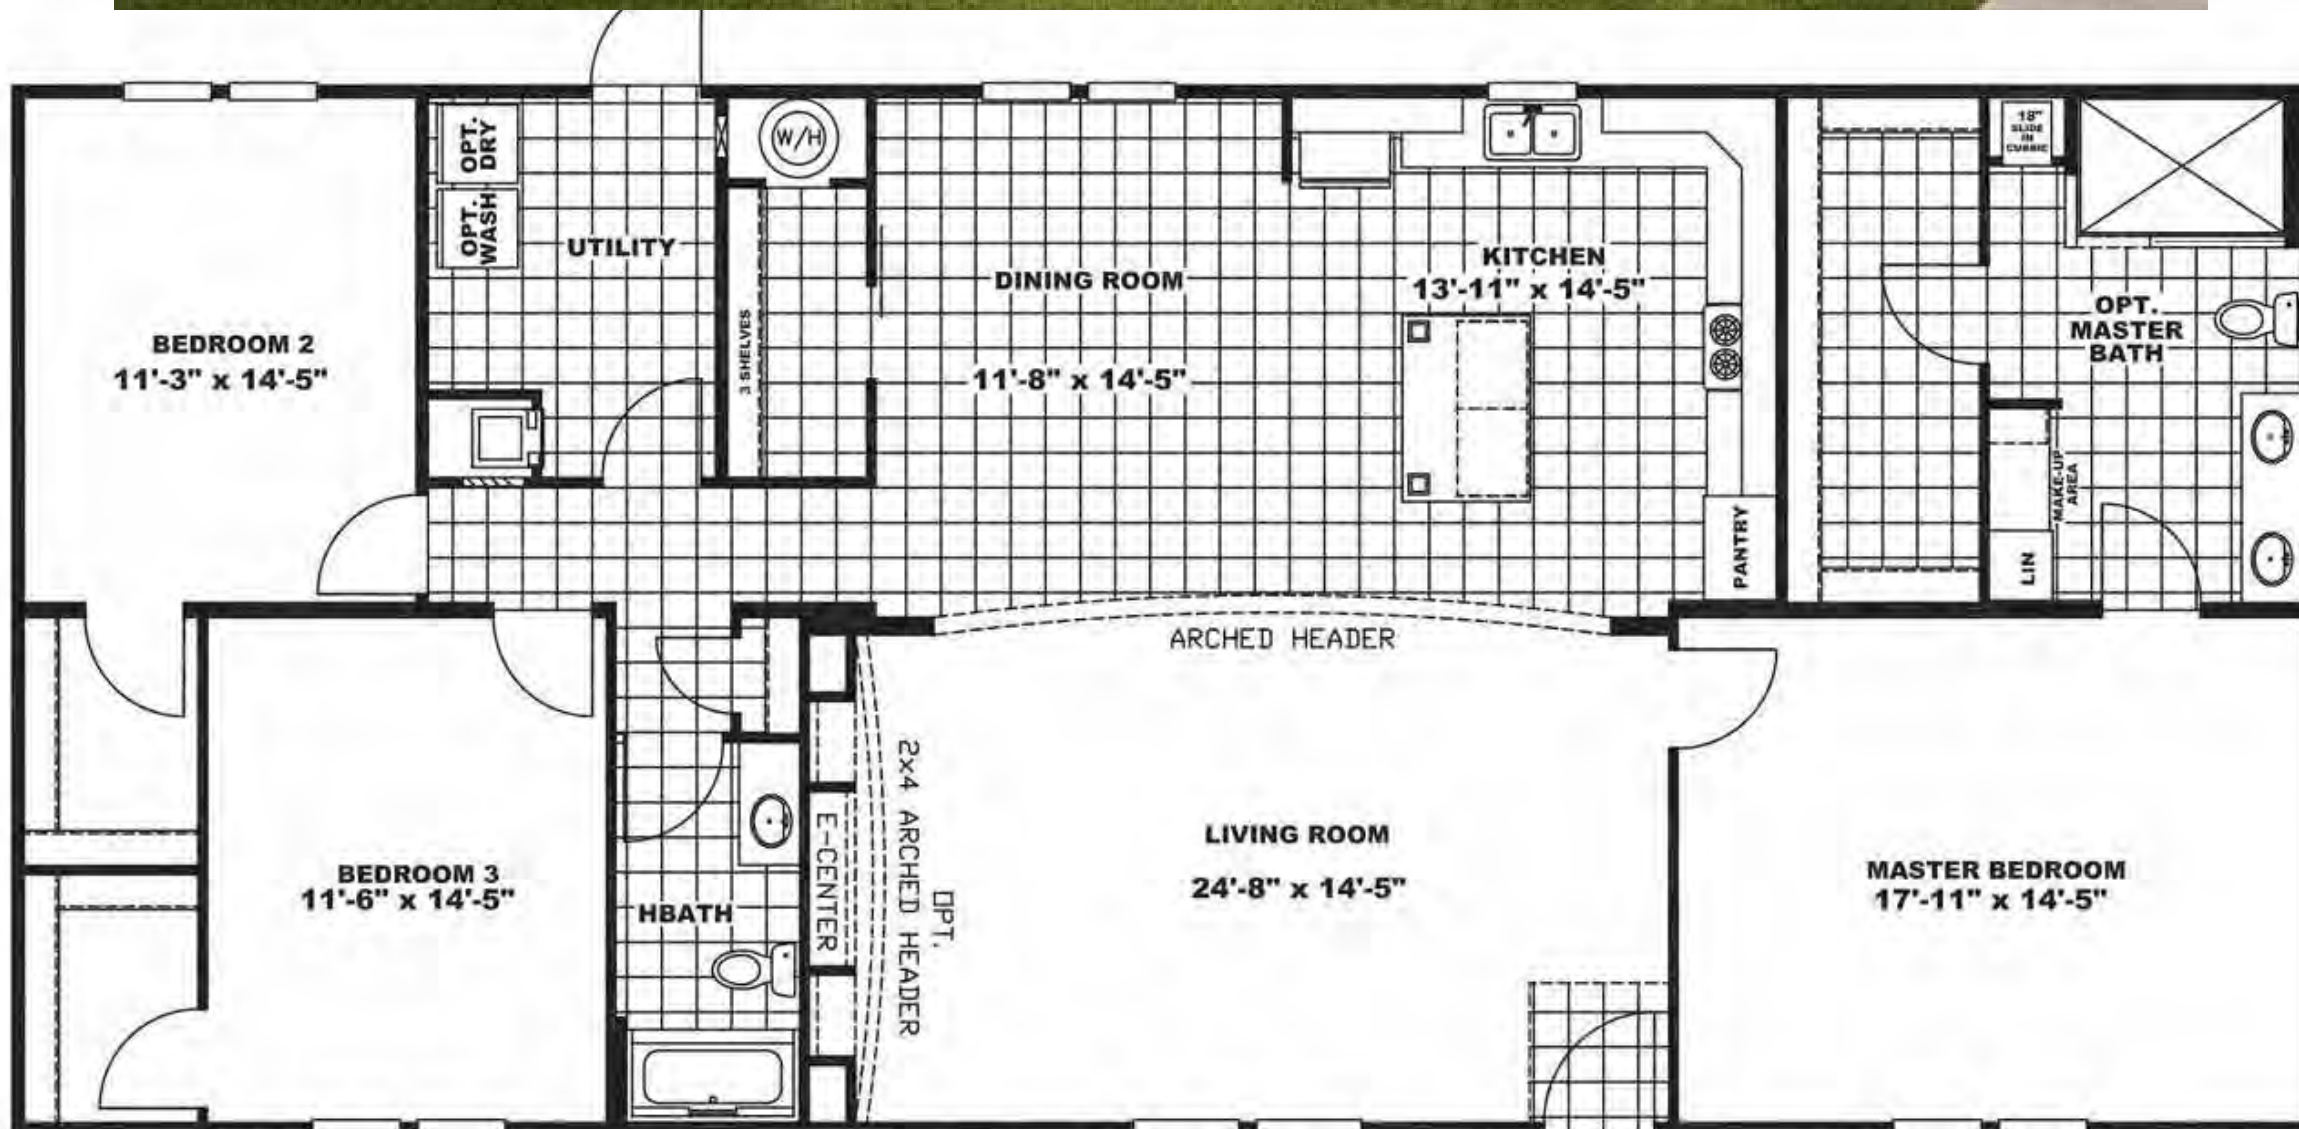 OPT.
DRY
OPT.
WASH
UTILITY
W/H
3 SHELVES
BEDROOM 2
11'-3" x 14'-5"
DINING ROOM
11'-8" x 14'-5"
KITCHEN
13'-11" x 14'-5"
PANTRY
18"
SLIDE
IN
CUBBIE
OPT.
MASTER
BATH
MAKE-UP
AREA
LIN
ARCHED HEADER
BEDROOM 3
11'-6" x 14'-5"
HBATH
E-CENTER
2x4 ARCHED HEADER
OPT.
LIVING ROOM
24'-8" x 14'-5"
MASTER BEDROOM
17'-11" x 14'-5"